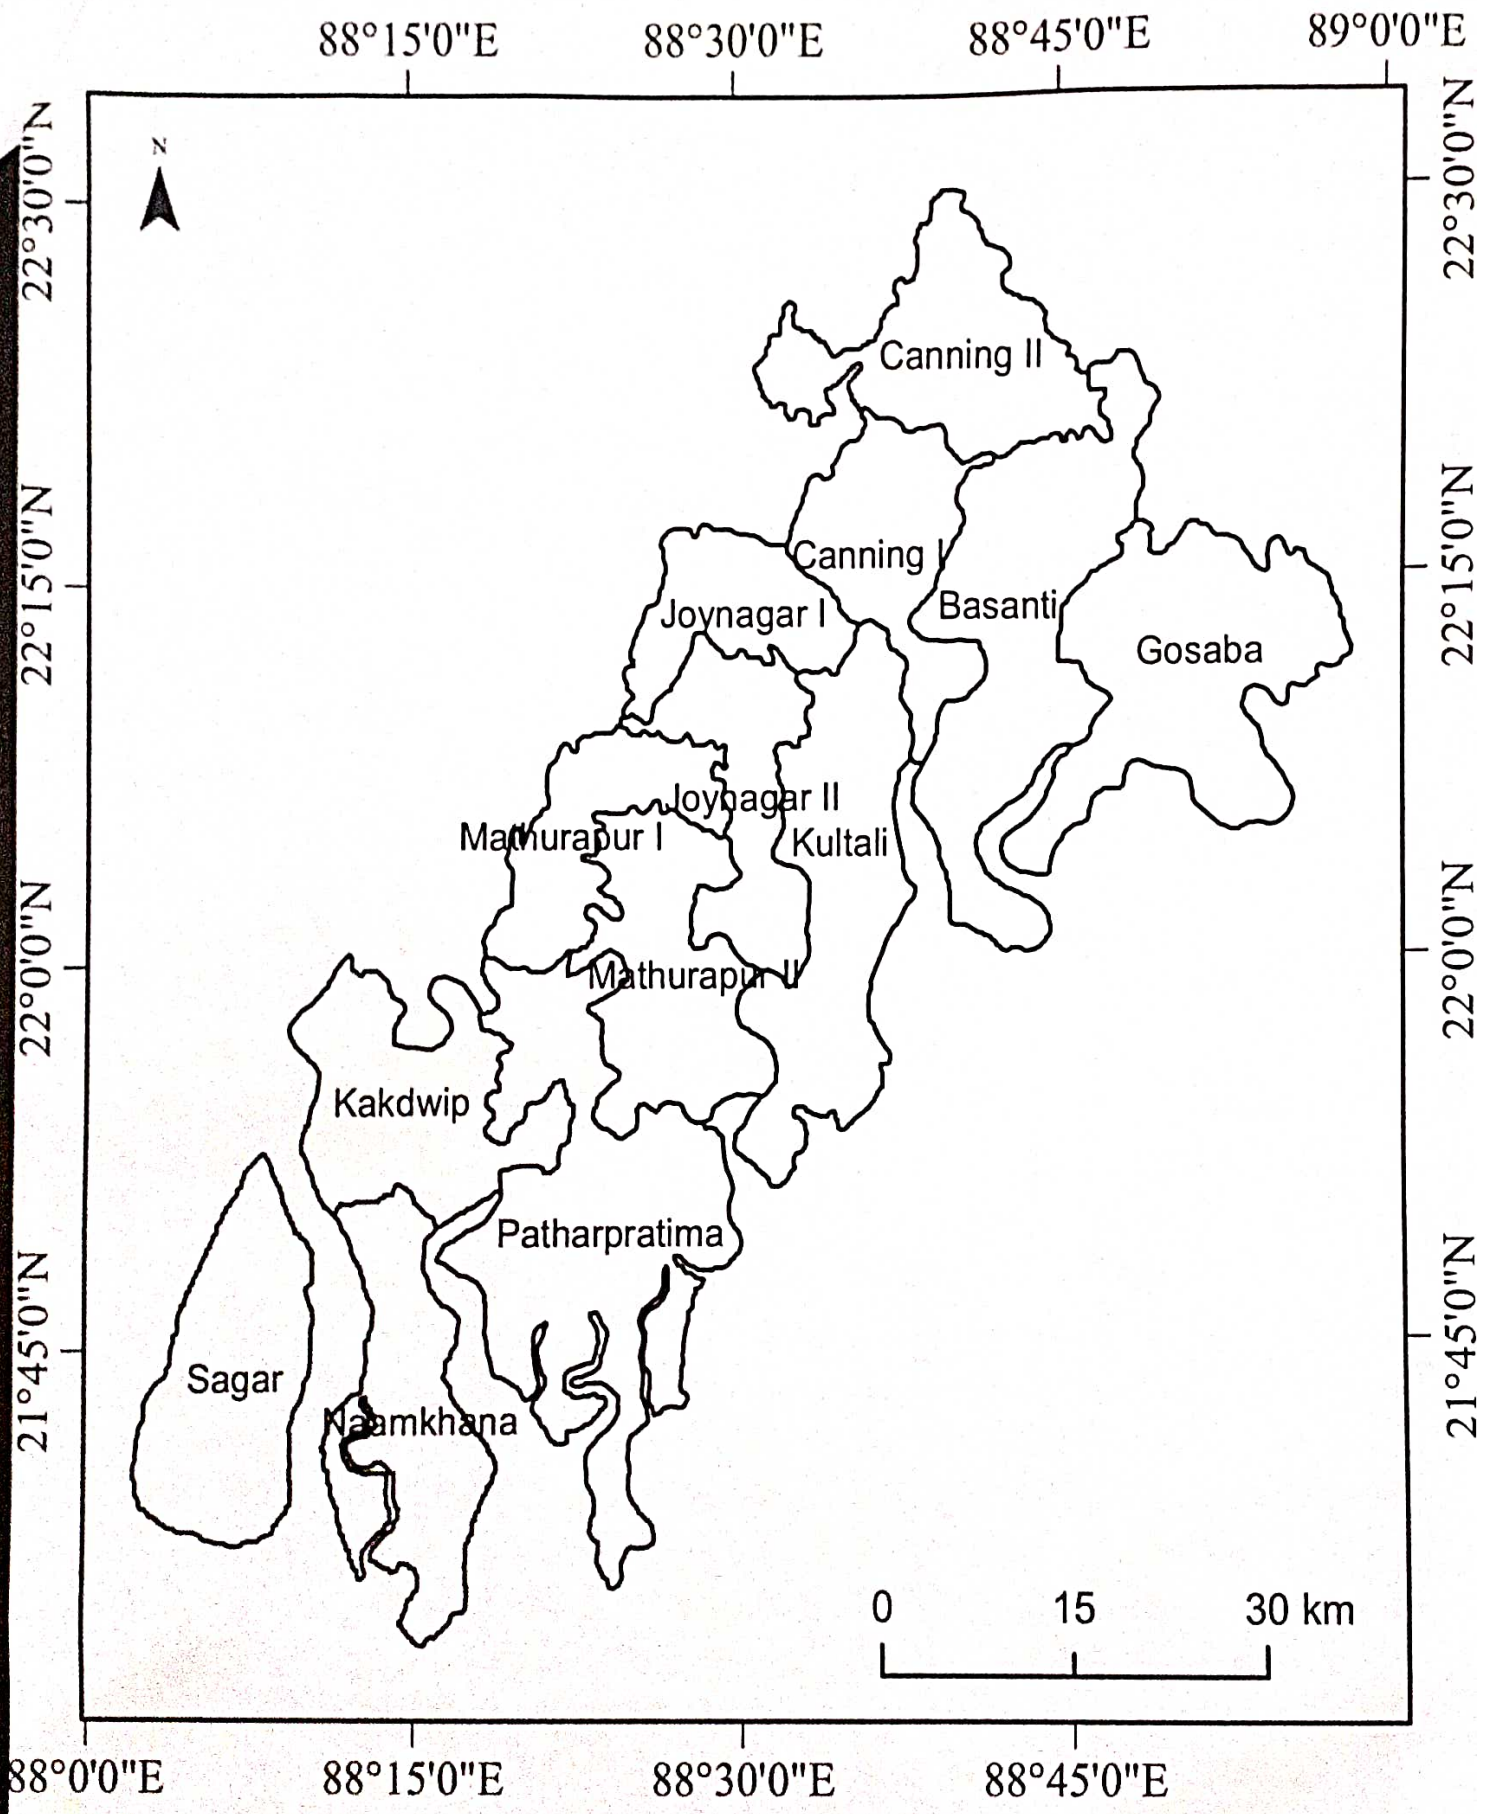 88°15'0"E 88°30'0"E 88°45'0"E 89°0'0"E
N
22°30'0"N
22°30'0"N
Canning II
22°15'0"N
22°15'0"N
Canning I
Joynagar I
Basanti
Gosaba
Joynagar II
Mathurapur I
Kultali
22°0'0"N
22°0'0"N
Mathurapur II
Kakdwip
Patharpratima
21°45'0"N
21°45'0"N
Sagar
Naamkhana
0 15 30 km
88°0'0"E 88°15'0"E 88°30'0"E 88°45'0"E